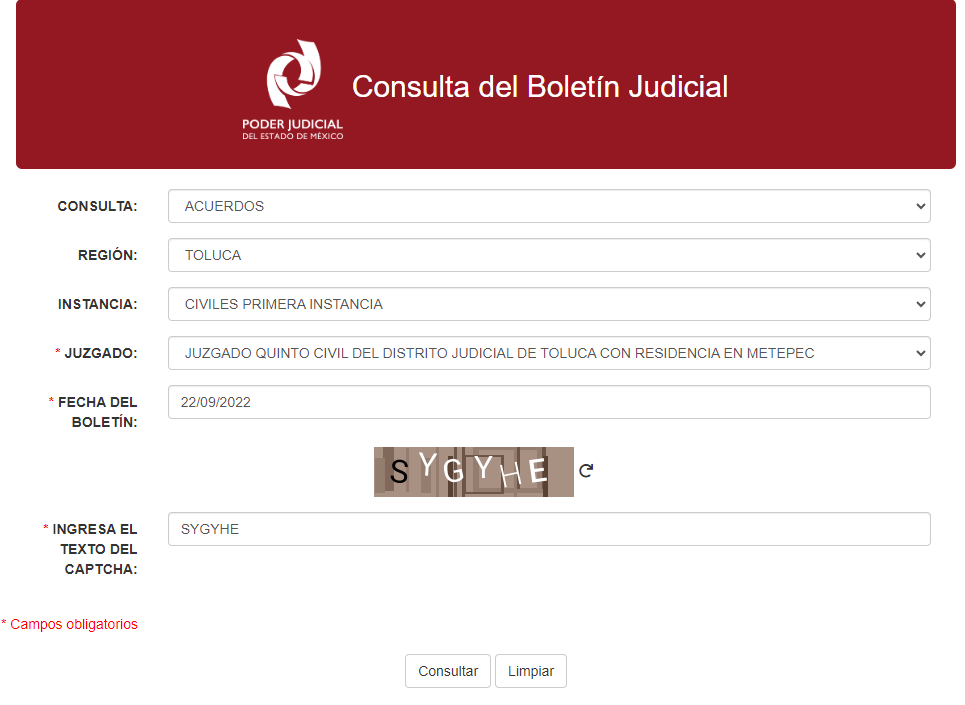 PODER JUDICIAL
DEL ESTADO DE MÉXICO
Consulta del Boletín Judicial
CONSULTA: ACUERDOS
REGIÓN: TOLUCA
INSTANCIA: CIVILES PRIMERA INSTANCIA
* JUZGADO: JUZGADO QUINTO CIVIL DEL DISTRITO JUDICIAL DE TOLUCA CON RESIDENCIA EN METEPEC
* FECHA DEL
BOLETÍN:
22/09/2022
SYGYHE
* INGRESA EL
TEXTO DEL
CAPTCHA:
SYGYHE
* Campos obligatorios
Consultar Limpiar